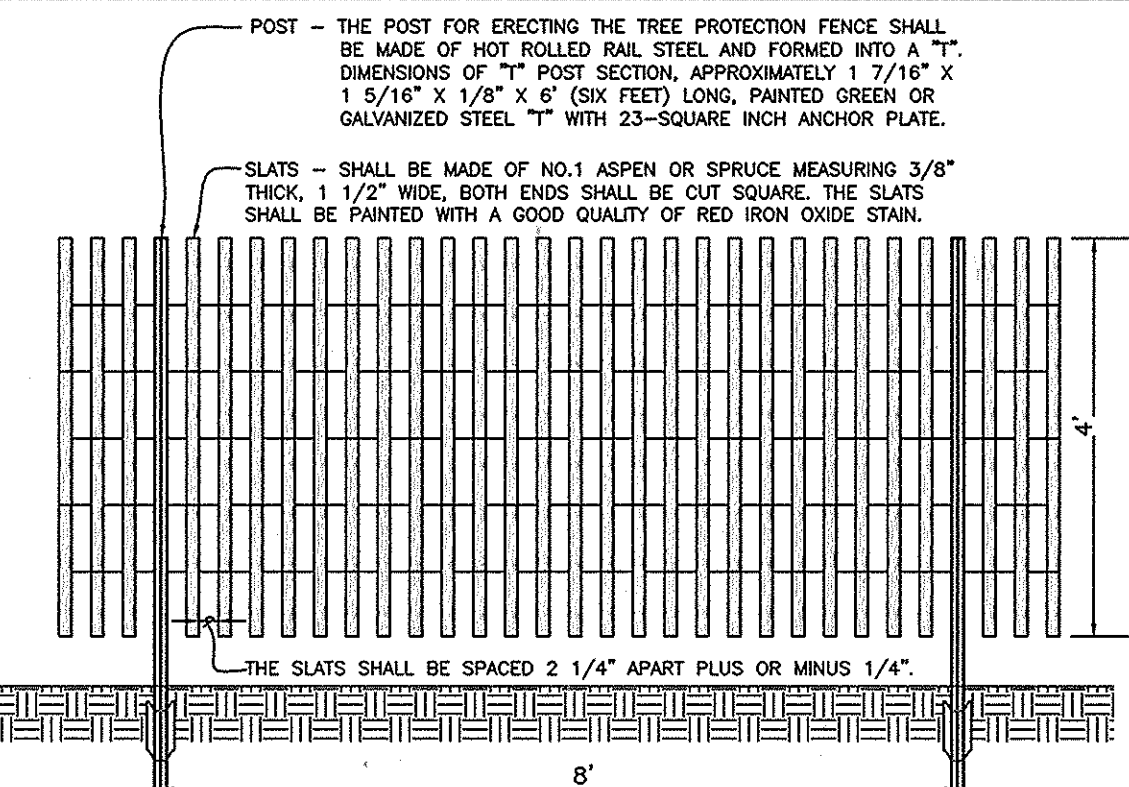 POST – THE POST FOR ERECTING THE TREE PROTECTION FENCE SHALL
BE MADE OF HOT ROLLED RAIL STEEL AND FORMED INTO A "T".
DIMENSIONS OF "T" POST SECTION, APPROXIMATELY 1 7/16" X
1 5/16" X 1/8" X 6' (SIX FEET) LONG, PAINTED GREEN OR
GALVANIZED STEEL "T" WITH 23–SQUARE INCH ANCHOR PLATE.
SLATS – SHALL BE MADE OF NO.1 ASPEN OR SPRUCE MEASURING 3/8"
THICK, 1 1/2" WIDE, BOTH ENDS SHALL BE CUT SQUARE. THE SLATS
SHALL BE PAINTED WITH A GOOD QUALITY OF RED IRON OXIDE STAIN.
4'
THE SLATS SHALL BE SPACED 2 1/4" APART PLUS OR MINUS 1/4".
8'